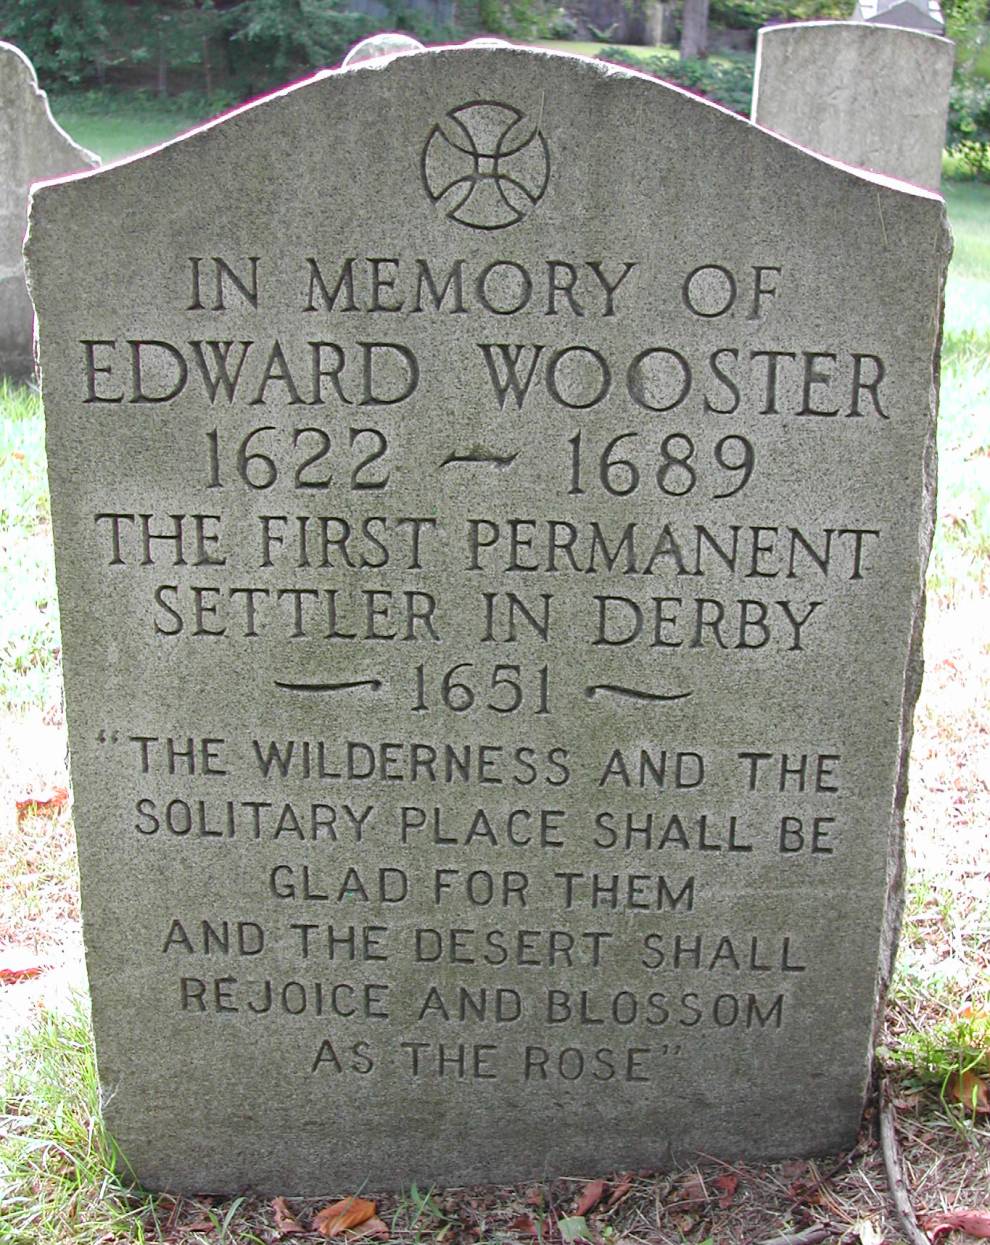 IN MEMORY OF
EDWARD WOOSTER
1622 ~ 1689
THE FIRST PERMANENT
SETTLER IN DERBY
~ 1651 ~
"THE WILDERNESS AND THE
SOLITARY PLACE SHALL BE
GLAD FOR THEM
AND THE DESERT SHALL
REJOICE AND BLOSSOM
AS THE ROSE"